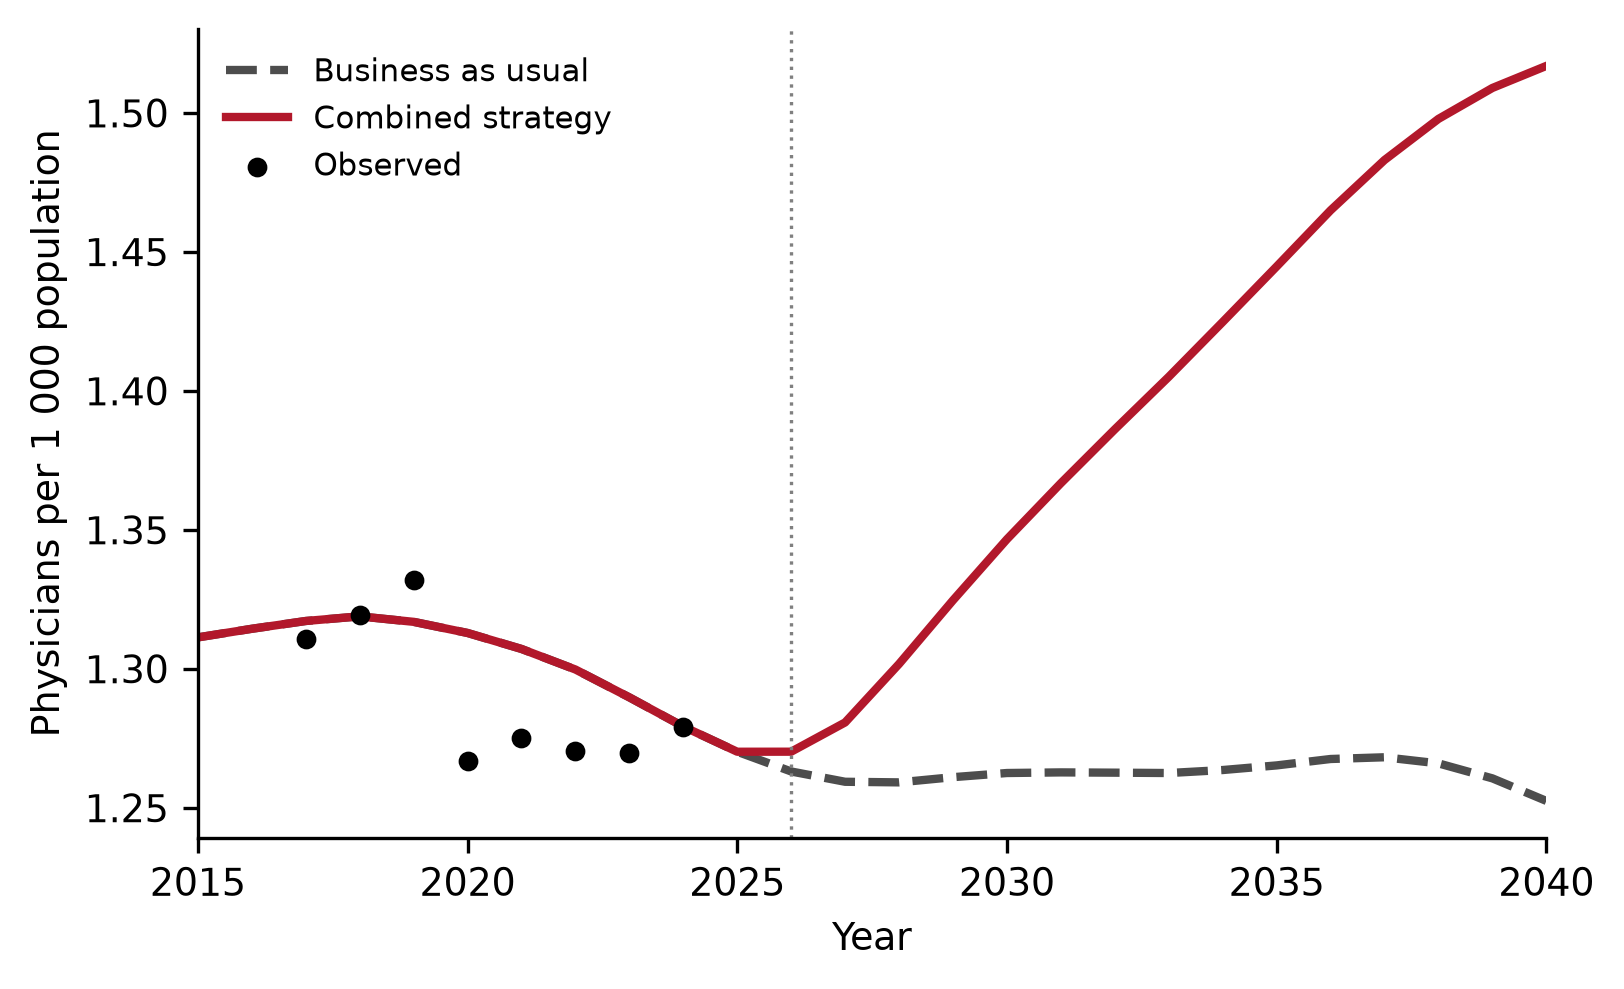 Business as usual
Combined strategy
Observed
Physicians per 1 000 population
1.50
1.45
1.40
1.35
1.30
1.25
2015
2020
2025
2030
2035
2040
Year